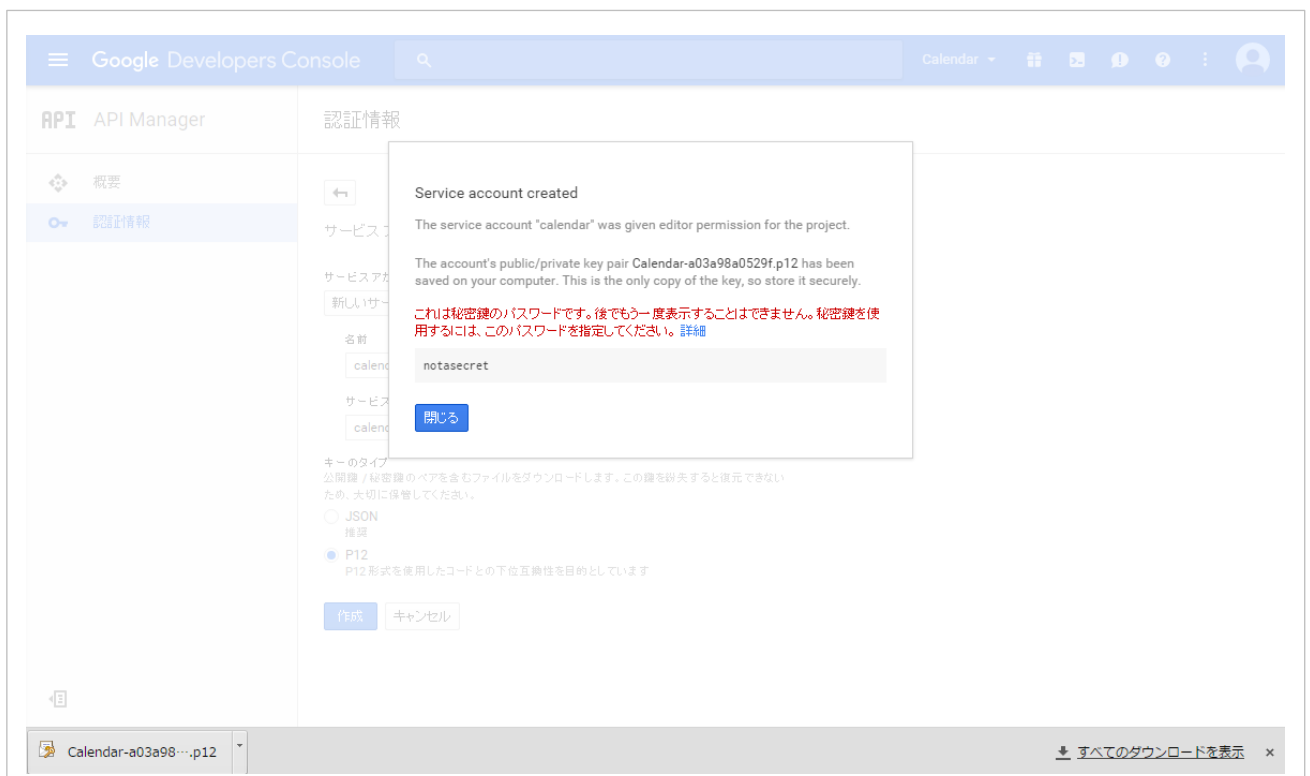 Google Developers Console
Calendar
API API Manager
認証情報
概要
認証情報
サービス
サービスアカ
新しいサー
名前
calend
サービス
calend
Service account created
The service account "calendar" was given editor permission for the project.
The account's public/private key pair Calendar-a03a98a0529f.p12 has been
saved on your computer. This is the only copy of the key, so store it securely.
これは秘密鍵のパスワードです。後でもう一度表示することはできません。秘密鍵を使
用するには、このパスワードを指定してください。 詳細
notasecret
閉じる
キーのタイプ
公開鍵 / 秘密鍵のペアを含むファイルをダウンロードします。この鍵を紛失すると復元できない
ため、大切に保管してください。
JSON
推奨
P12
P12 形式を使用したコードとの下位互換性を目的としています
作成 キャンセル
Calendar-a03a98….p12
すべてのダウンロードを表示